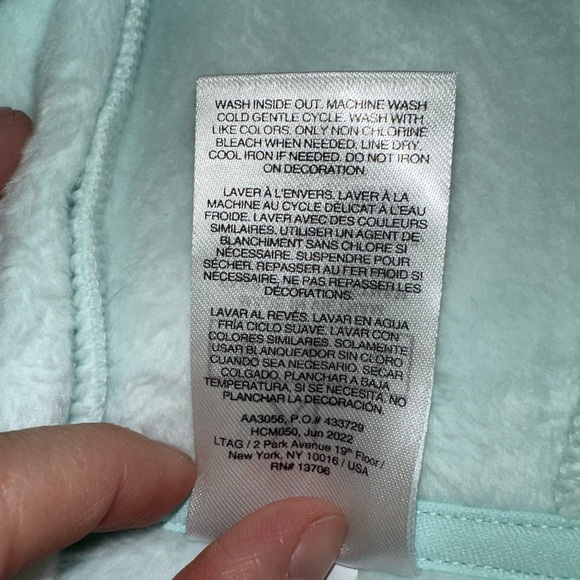 WASH INSIDE OUT. MACHINE WASH
COLD GENTLE CYCLE. WASH WITH
LIKE COLORS. ONLY NON CHLORINE
BLEACH WHEN NEEDED. LINE DRY.
COOL IRON IF NEEDED. DO NOT IRON
ON DECORATION.
LAVER À L'ENVERS. LAVER À LA
MACHINE AU CYCLE DÉLICAT À L'EAU
FROIDE. LAVER AVEC DES COULEURS
SIMILAIRES. UTILISER UN AGENT DE
BLANCHIMENT SANS CHLORE SI
NÉCESSAIRE. SUSPENDRE POUR
SÉCHER. REPASSER AU FER FROID SI
NÉCESSAIRE. NE PAS REPASSER LES
DÉCORATIONS.
LAVAR AL REVÉS. LAVAR EN AGUA
FRÍA CICLO SUAVE. LAVAR CON
COLORES SIMILARES. SOLAMENTE
USAR BLANQUEADOR SIN CLORO
CUANDO SEA NECESARIO. SECAR
COLGADO. PLANCHAR A BAJA
TEMPERATURA, SI SE NECESITA. NO
PLANCHAR LA DECORACIÓN.
AA3056, P.O.# 433729
HCM050, Jun 2022
LTAG / 2 Park Avenue 19th Floor /
New York, NY 10016 / USA
RN# 13706